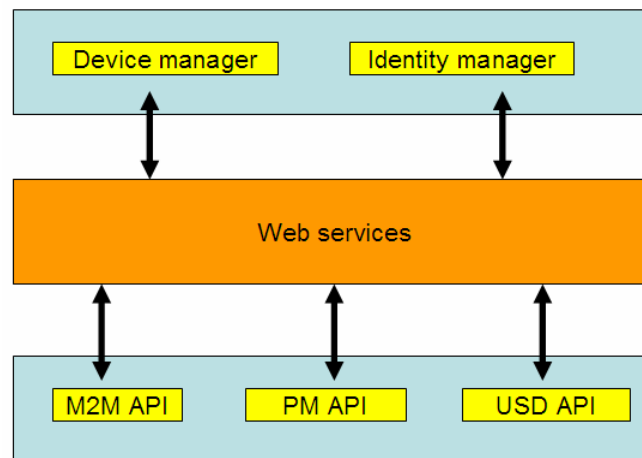 Device manager
Identity manager
Web services
M2M API
PM API
USD API